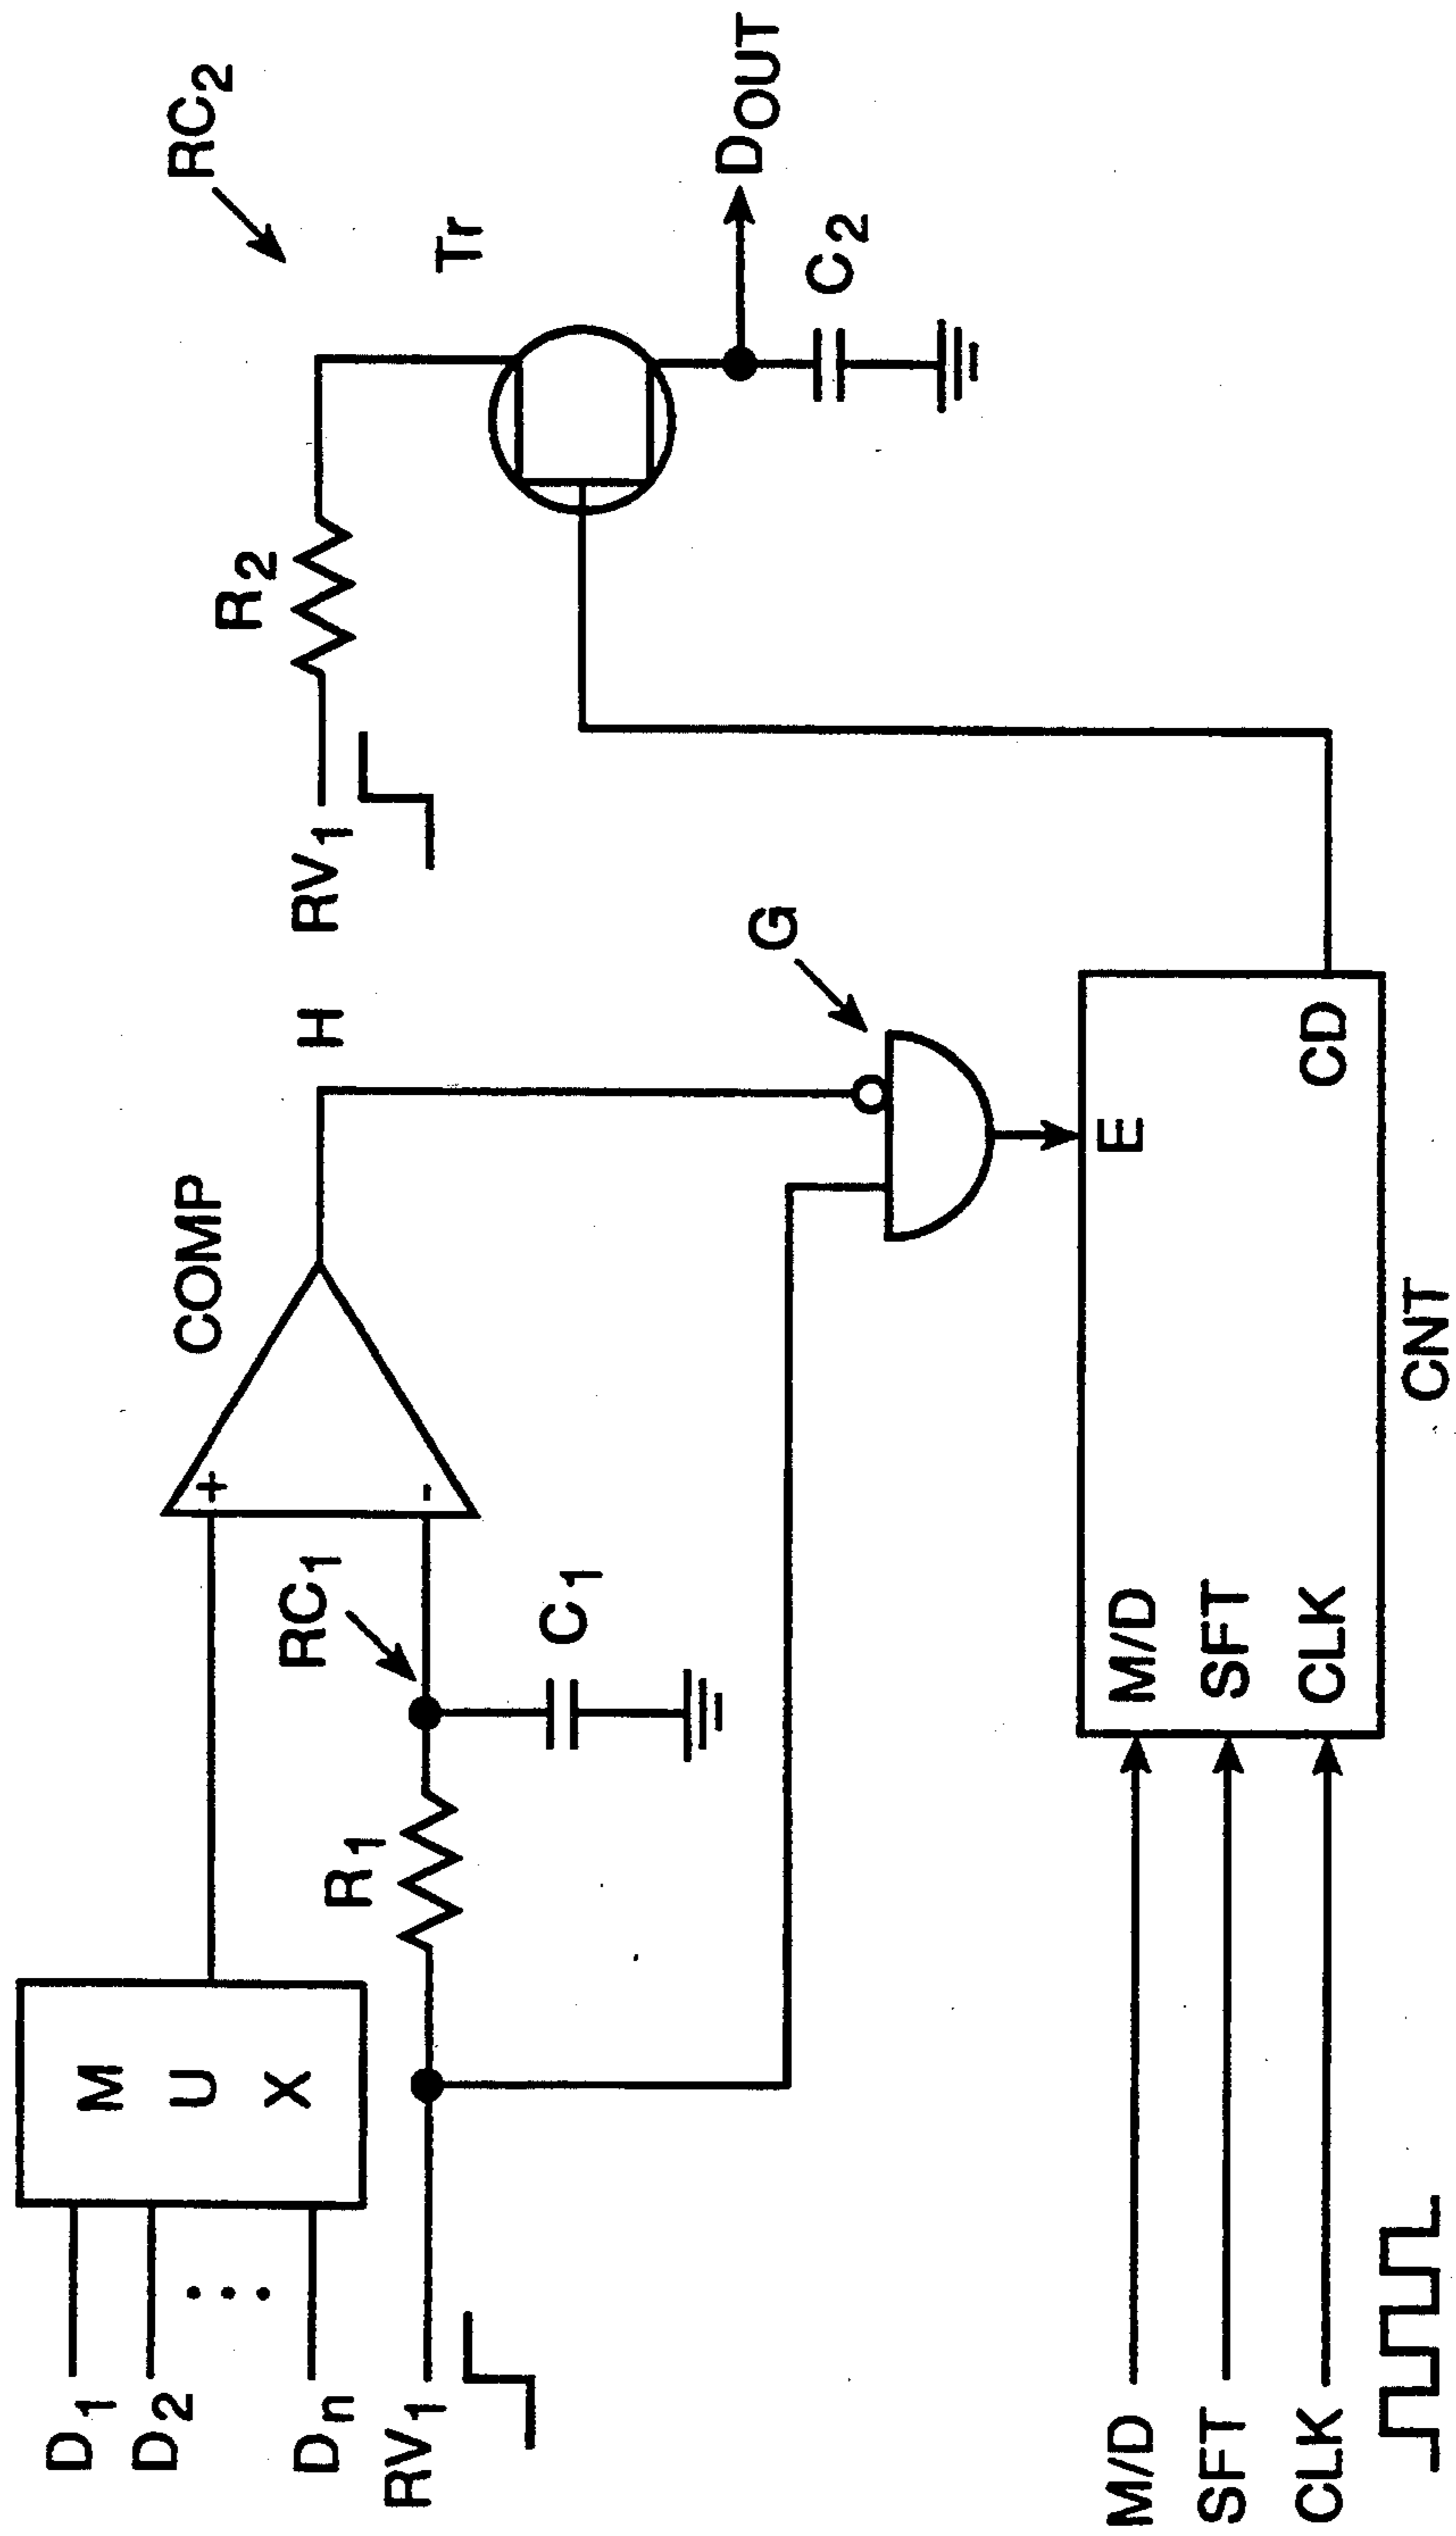 D1
D2
Dn
RV1
M
U
X
R1
RC1
C1
+
-
COMP
H
RV1
R2
RC2
Tr
DOUT
C2
G
M/D
SFT
CLK
M/D
SFT
CLK
E
CD
CNT